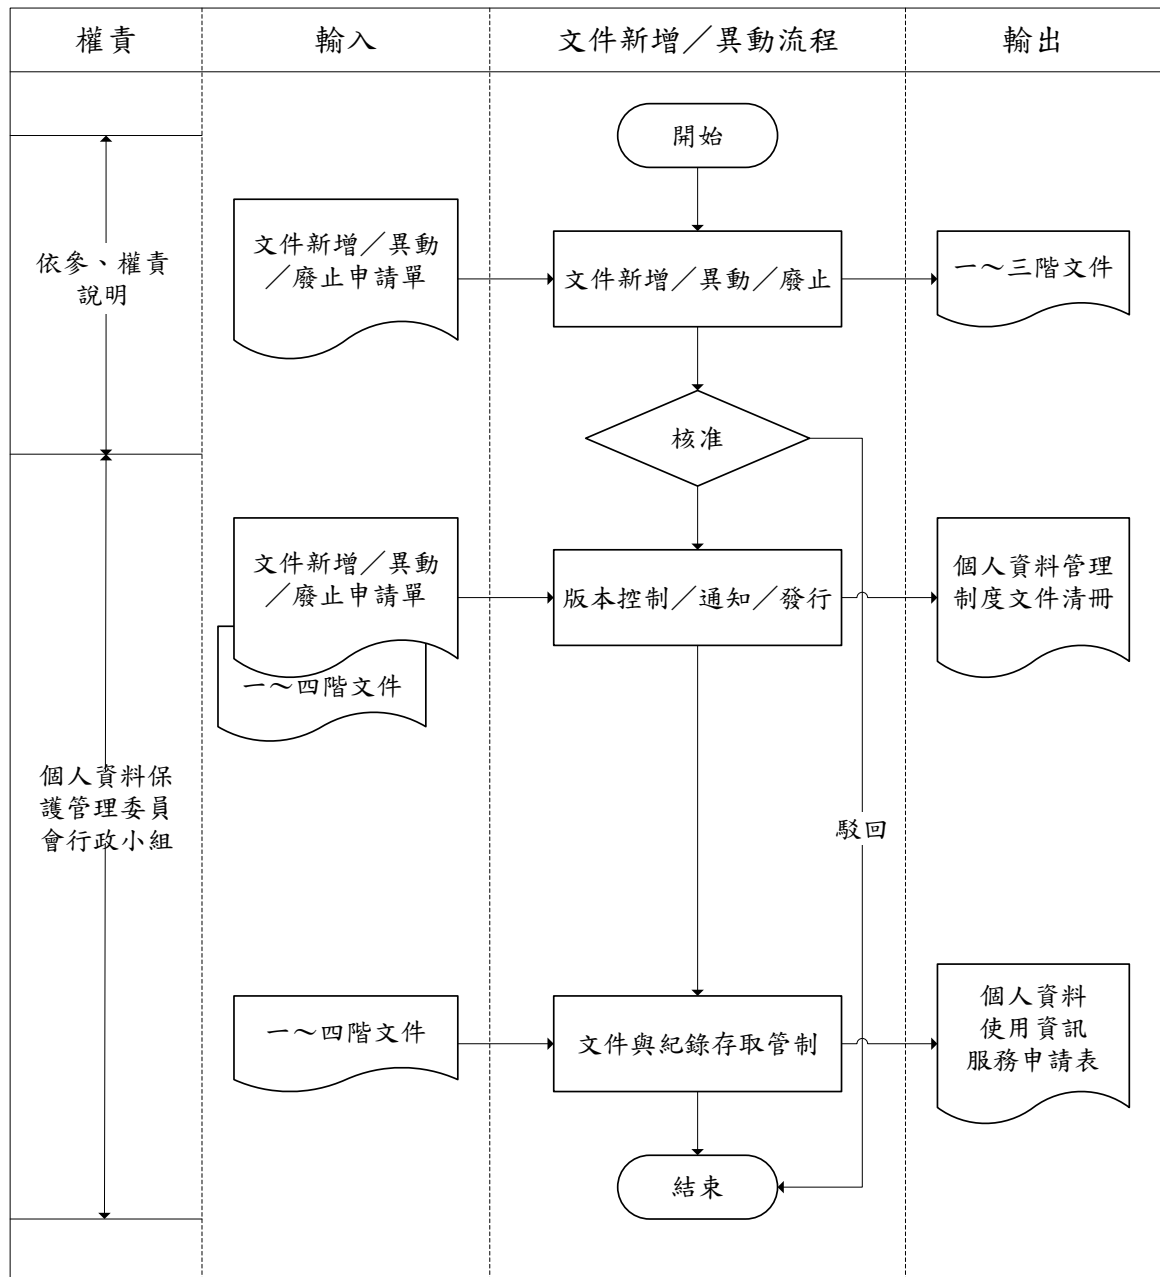 權責
輸入
文件新增／異動流程
輸出
開始
文件新增／異動
／廢止申請單
文件新增／異動／廢止
一～三階文件
依參、權責
說明
核准
文件新增／異動
／廢止申請單
一～四階文件
版本控制／通知／發行
個人資料管理
制度文件清冊
個人資料保
護管理委員
會行政小組
駁回
一～四階文件
文件與紀錄存取管制
個人資料
使用資訊
服務申請表
結束